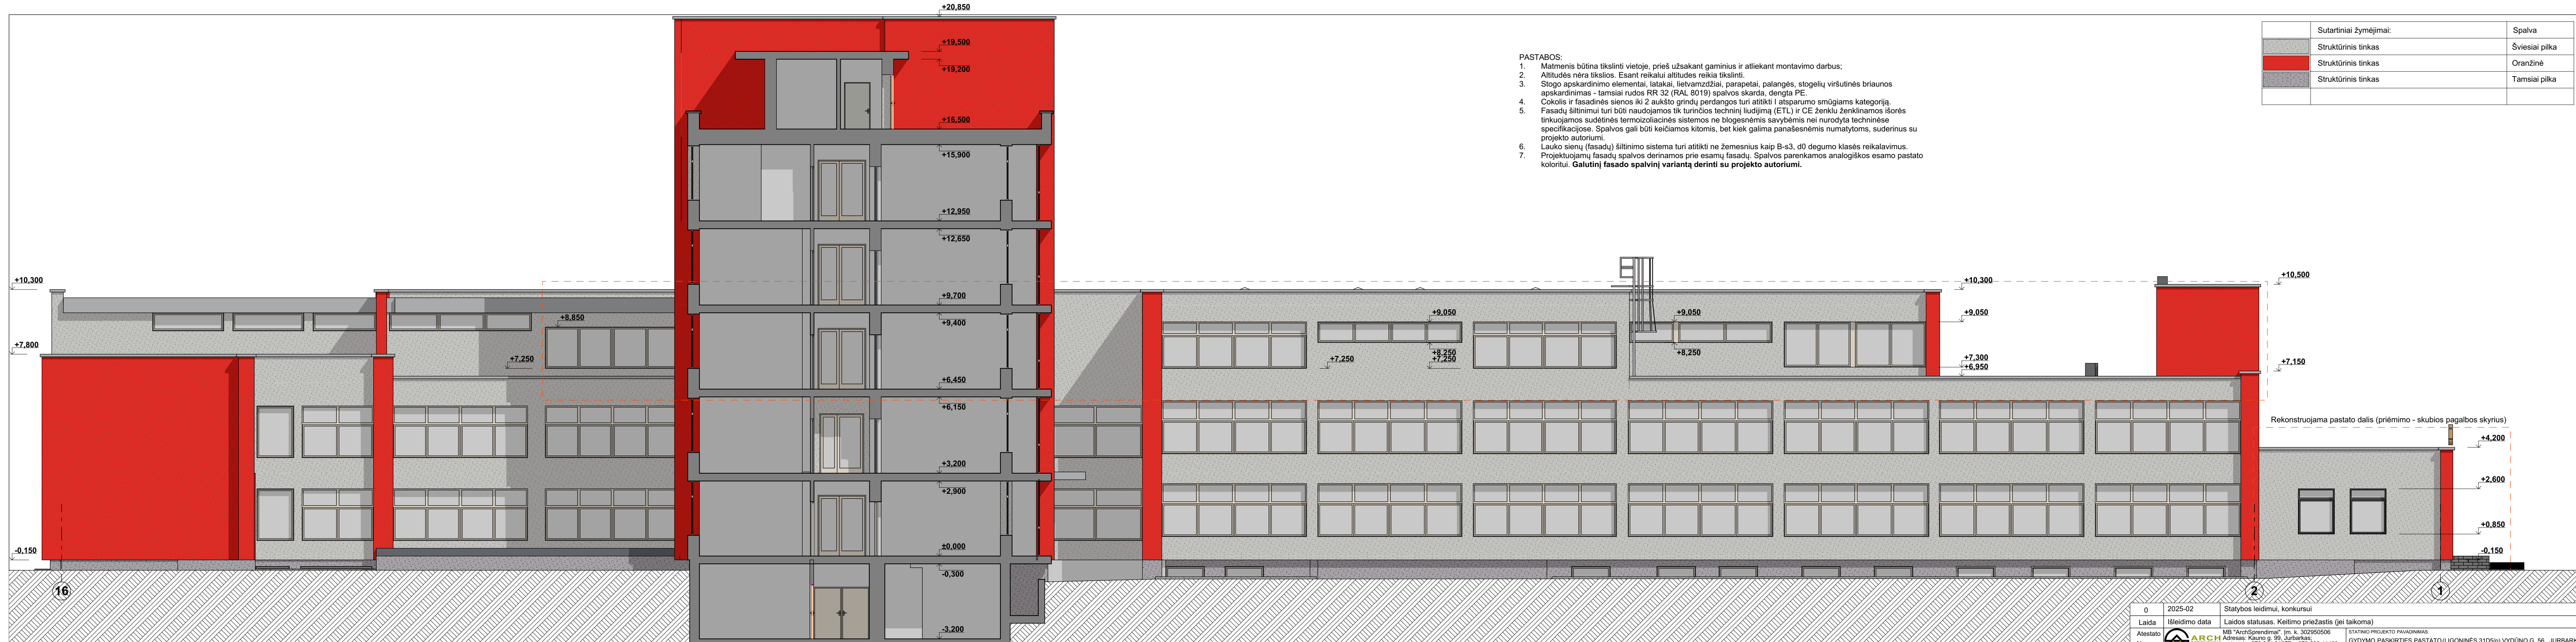 +20,850
+19,500
+19,200
+16,500
+15,900
+12,950
+12,650
+9,700
+9,400
+6,450
+6,150
+3,200
+2,900
±0,000
-0,300
-3,200
+10,300
+7,800
-0,150
+8,850
+7,250
PASTABOS:
1. Matmenis būtina tikslinti vietoje, prieš užsakant gaminius ir atliekant montavimo darbus;
2. Altitudės nėra tikslios. Esant reikalui altitudes reikia tikslinti.
3. Stogo apskardinimo elementai, latakai, lietvamzdžiai, parapetai, palangės, stogelių viršutinės briaunos
apskardinimas - tamsiai rudos RR 32 (RAL 8019) spalvos skarda, dengta PE.
4. Cokolis ir fasadinės sienos iki 2 aukšto grindų perdangos turi atitikti I atsparumo smūgiams kategoriją.
5. Fasadų šiltinimui turi būti naudojamos tik turinčios techninį liudijimą (ETL) ir CE ženklu ženklinamos išorės
tinkuojamos sudėtinės termoizoliacinės sistemos ne blogesnėmis savybėmis nei nurodyta techninėse
specifikacijose. Spalvos gali būti keičiamos kitomis, bet kiek galima panašesnėmis numatytoms, suderinus su
projekto autoriumi.
6. Lauko sienų (fasadų) šiltinimo sistema turi atitikti ne žemesnius kaip B-s3, d0 degumo klasės reikalavimus.
7. Projektuojamų fasadų spalvos derinamos prie esamų fasadų. Spalvos parenkamos analogiškos esamo pastato
koloritui. Galutinį fasado spalvinį variantą derinti su projekto autoriumi.
Sutartiniai žymėjimai: Spalva
Struktūrinis tinkas Šviesiai pilka
Struktūrinis tinkas Oranžinė
Struktūrinis tinkas Tamsiai pilka
+7,250
+9,050
+8,250
+7,250
+9,050
+8,250
+10,300
+9,050
+7,300
+6,950
+10,500
+7,150
Rekonstruojama pastato dalis (priėmimo - skubios pagalbos skyrius)
+4,200
+2,600
+0,850
-0,150
16
2
1
0 2025-02 Statybos leidimui, konkursui
Laida Išleidimo data Laidos statusas. Keitimo priežastis (jei taikoma)
Atestato
ARCH
MB "ArchSprendimai". Įm. k. 302950506
Adresas: Kauno g. 99, Jurbarkas;
STATINIO PROJEKTO PAVADINIMAS